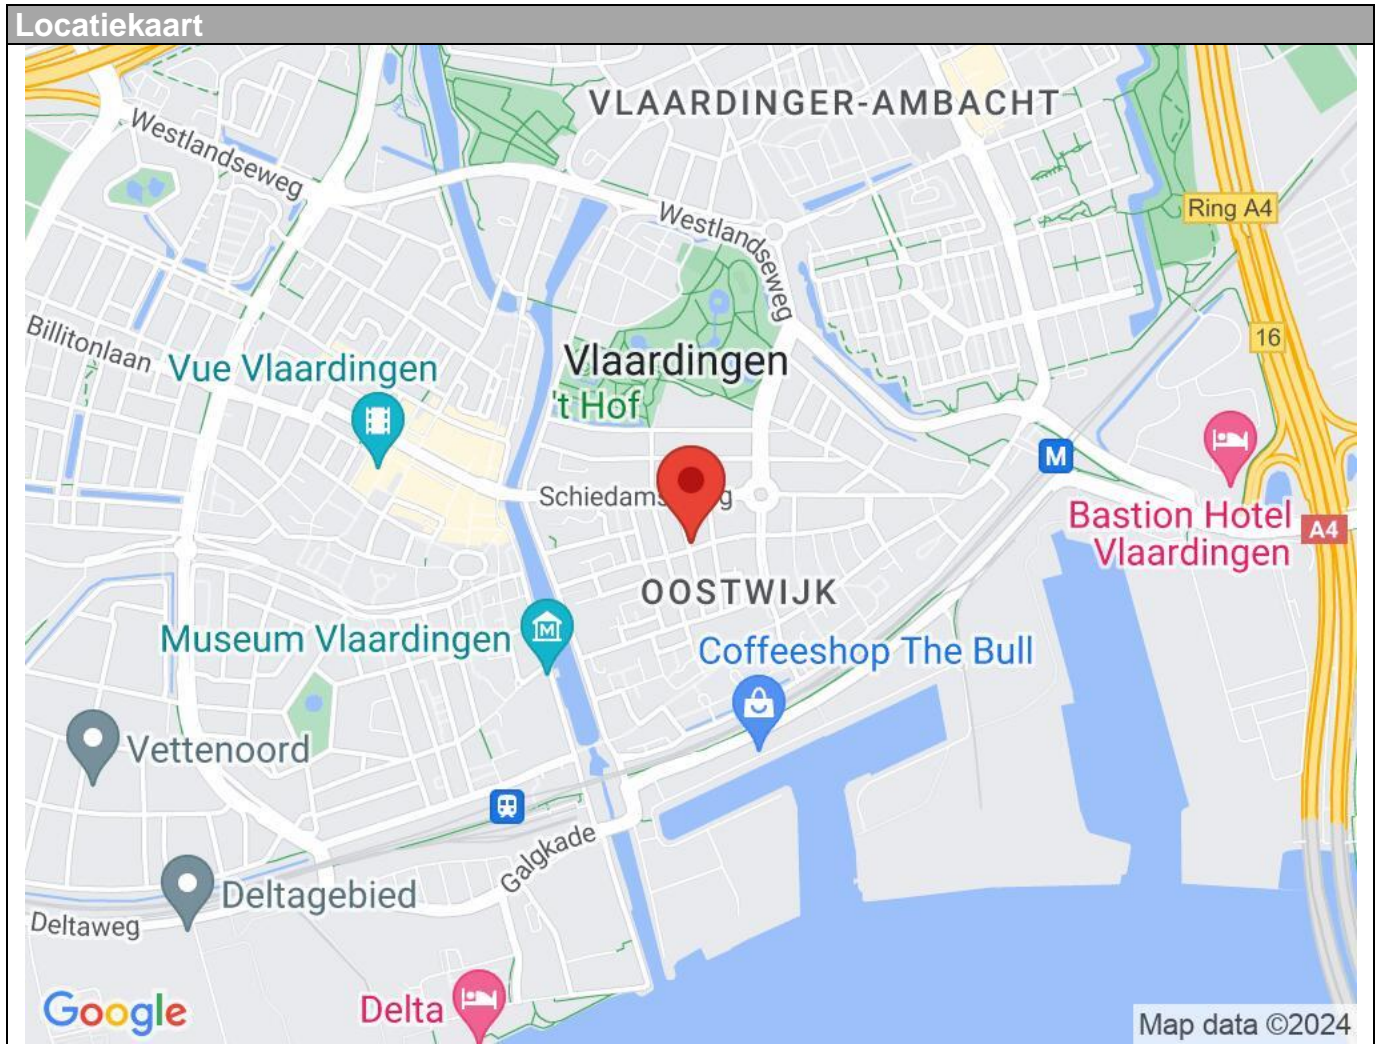 Locatiekaart
VLAARDINGER-AMBACHT
Westlandseweg
Westlandseweg
Ring A4
16
Billitonlaan
Vue Vlaardingen
Vlaardingen
't Hof
M
Schiedams
g
Bastion Hotel
Vlaardingen
A4
OOSTWIJK
Museum Vlaardingen
M
Coffeeshop The Bull
Vettenoord
Galgkade
Deltagebied
Deltaweg
Delta
Google
Map data ©2024